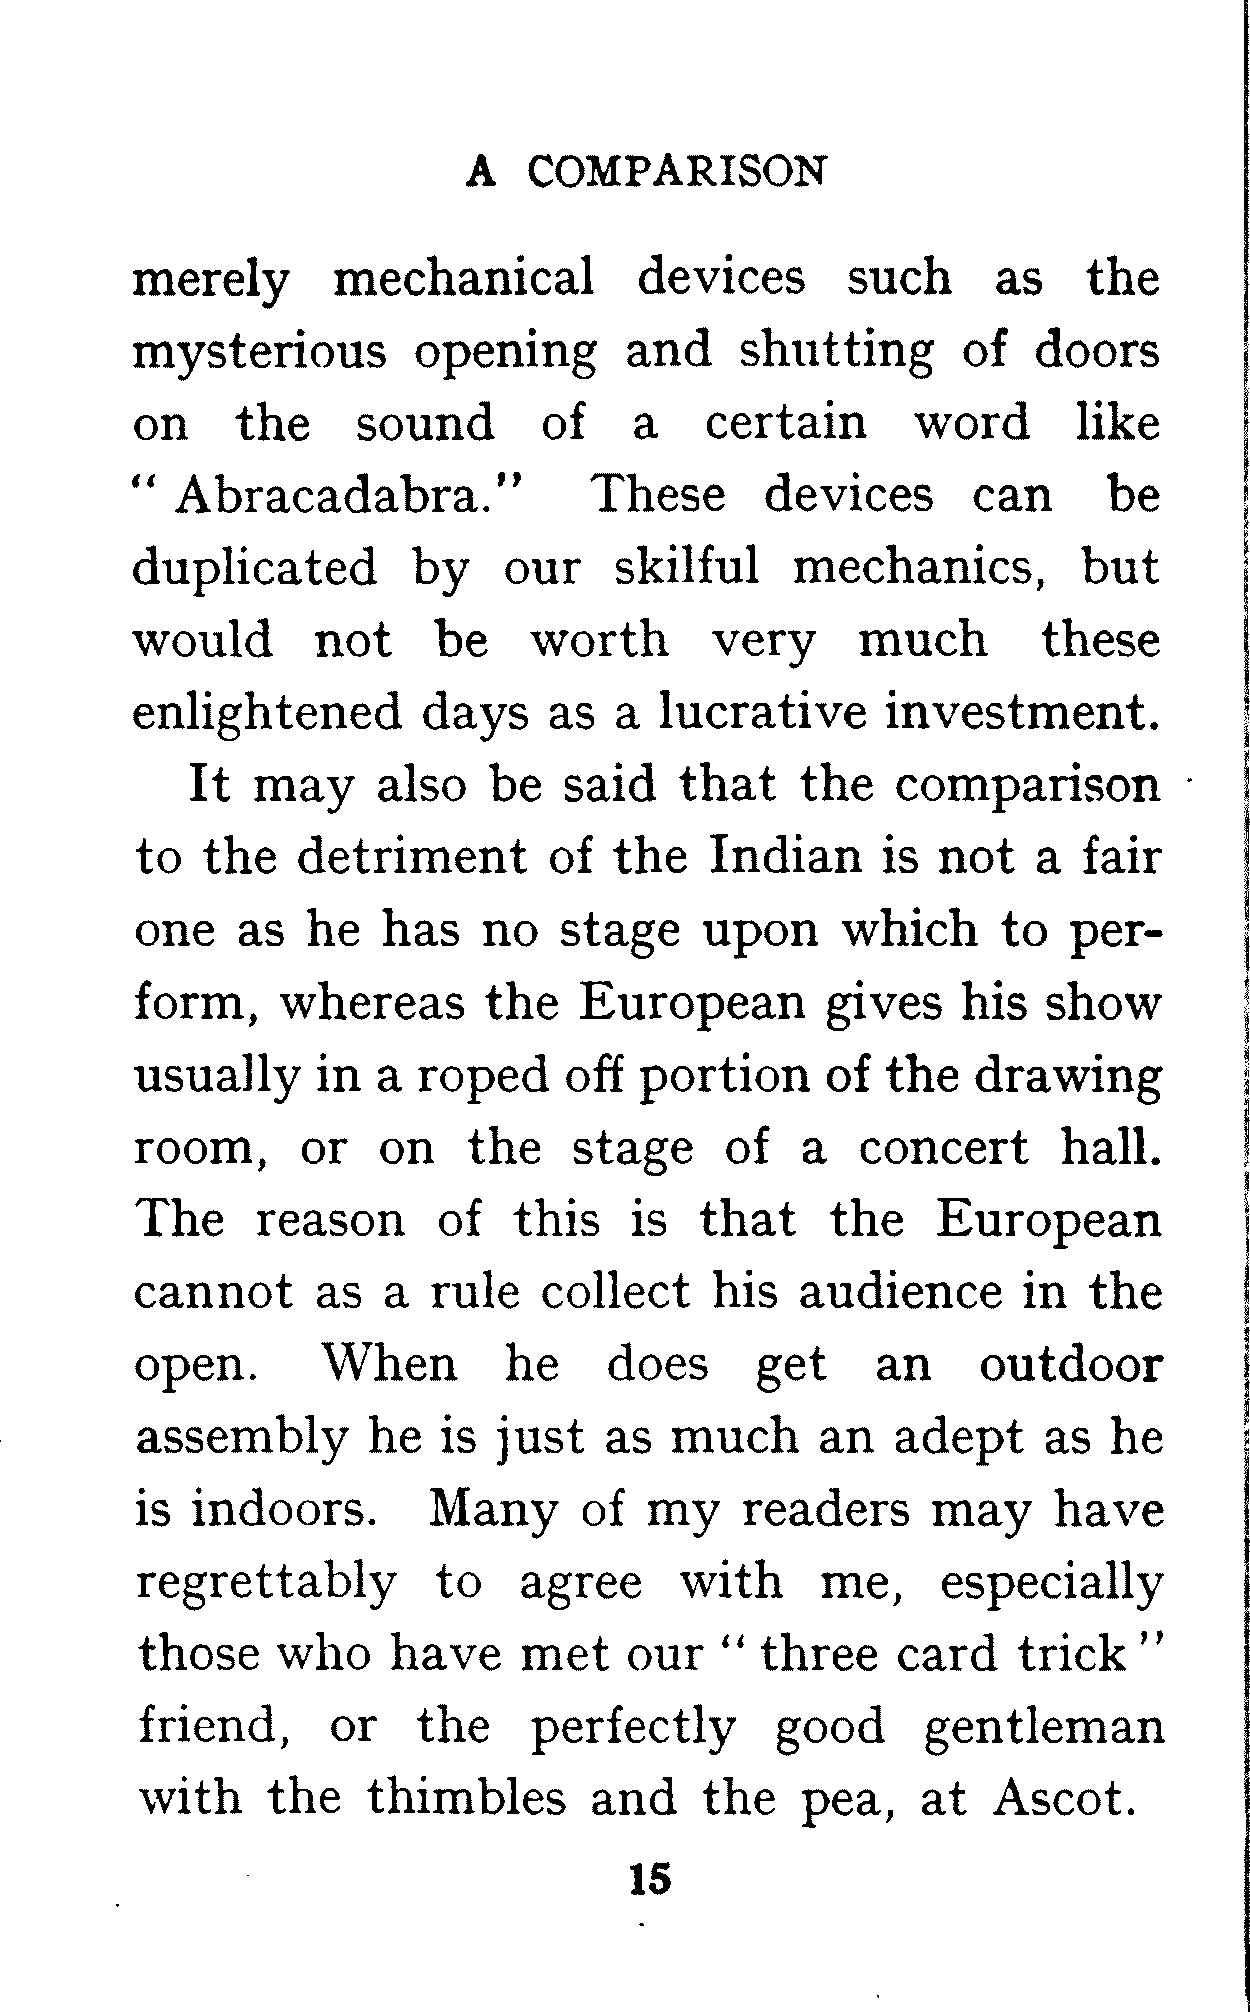 A COMPARISON
merely mechanical devices such as the
mysterious opening and shutting of doors
on the sound of a certain word like
“ Abracadabra.” These devices can be
duplicated by our skilful mechanics, but
would not be worth very much these
enlightened days as a lucrative investment.
It may also be said that the comparison
to the detriment of the Indian is not a fair
one as he has no stage upon which to per-
form, whereas the European gives his show
usually in a roped off portion of the drawing
room, or on the stage of a concert hall.
The reason of this is that the European
cannot as a rule collect his audience in the
open. When he does get an outdoor
assembly he is just as much an adept as he
is indoors. Many of my readers may have
regrettably to agree with me, especially
those who have met our “ three card trick ”
friend, or the perfectly good gentleman
with the thimbles and the pea, at Ascot.
15